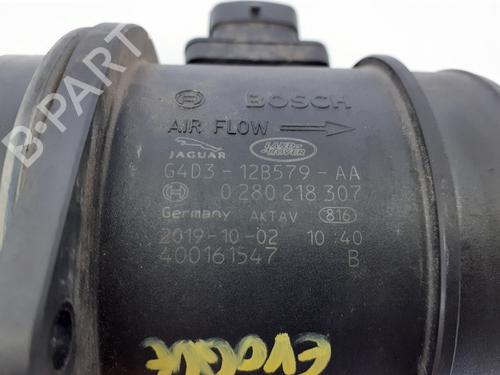 BOSCH
AIR FLOW
JAGUAR LAND ROVER
G4D3 - 12B579 - AA
0 280 218 307
Germany AKTAV 816
2019-10-02 10:40
400161547 B
EVOQUE
B-PARTS